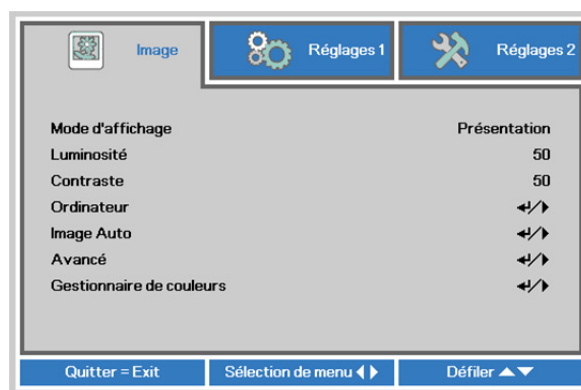 Image Réglages 1 Réglages 2
Mode d'affichage Présentation
Luminosité 50
Contraste 50
Ordinateur ↵/▶
Image Auto ↵/▶
Avancé ↵/▶
Gestionnaire de couleurs ↵/▶
Quitter = Exit Sélection de menu ◀ ▶ Défiler ▲▼